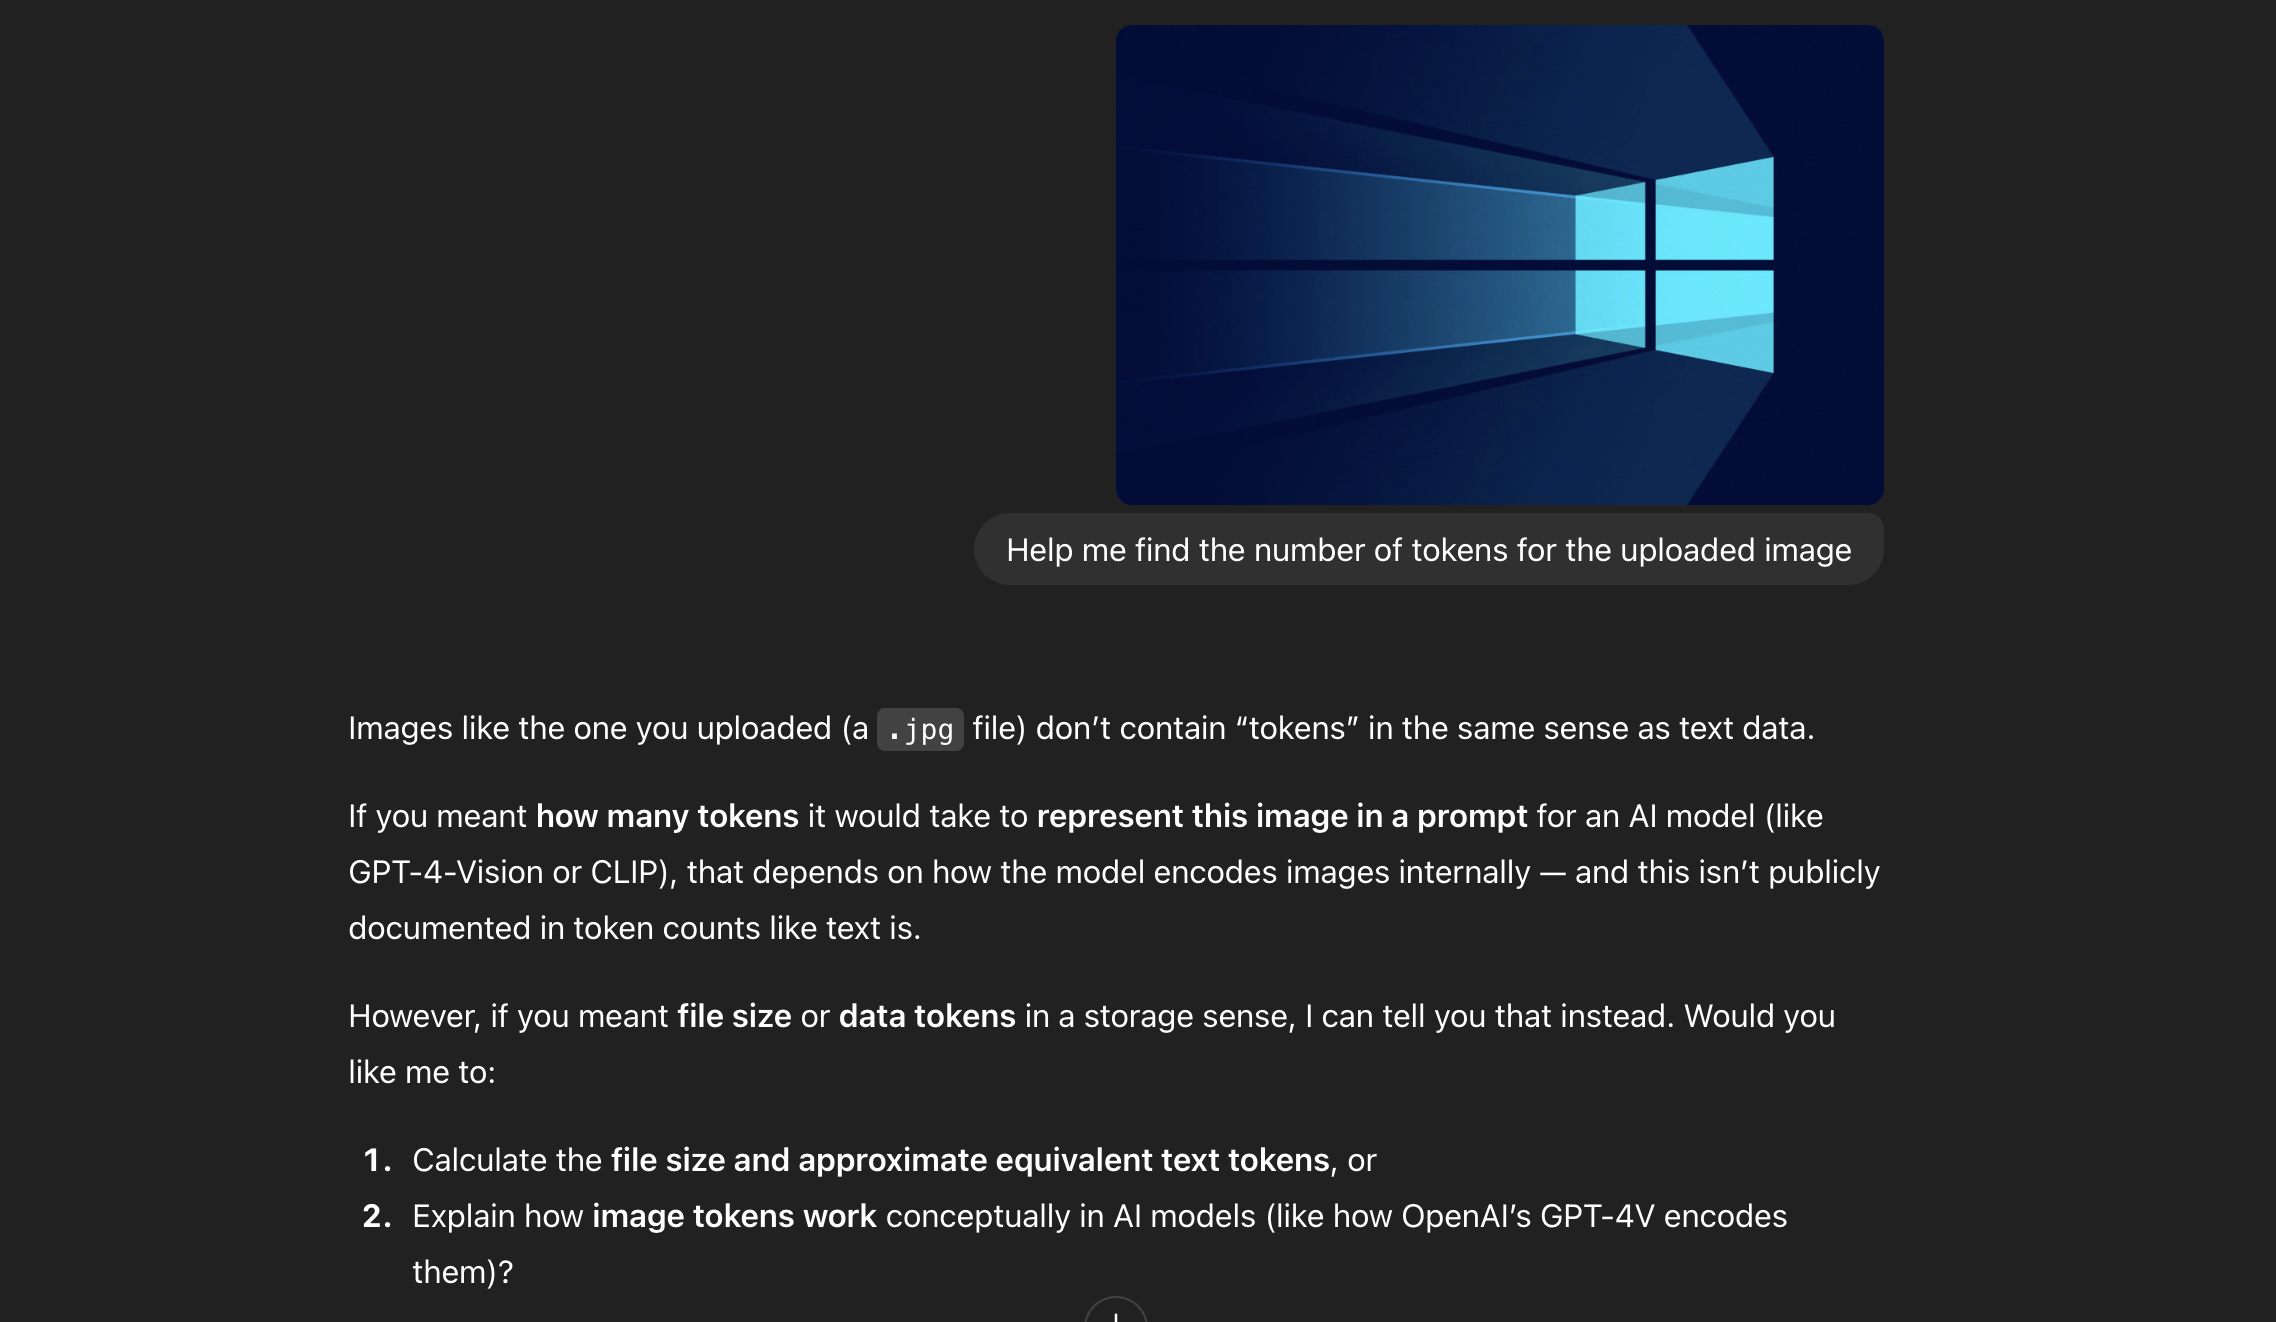 Help me find the number of tokens for the uploaded image
Images like the one you uploaded (a .jpg file) don’t contain “tokens” in the same sense as text data.
If you meant how many tokens it would take to represent this image in a prompt for an AI model (like
GPT-4-Vision or CLIP), that depends on how the model encodes images internally — and this isn’t publicly
documented in token counts like text is.
However, if you meant file size or data tokens in a storage sense, I can tell you that instead. Would you
like me to:
1. Calculate the file size and approximate equivalent text tokens, or
2. Explain how image tokens work conceptually in AI models (like how OpenAI’s GPT-4V encodes
them)?